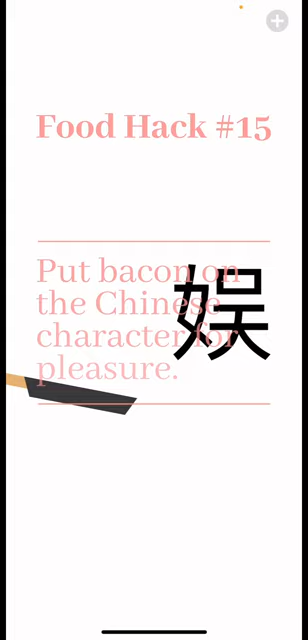 Food Hack #15
Put bacon on
the Chinese
character for
pleasure.
娱